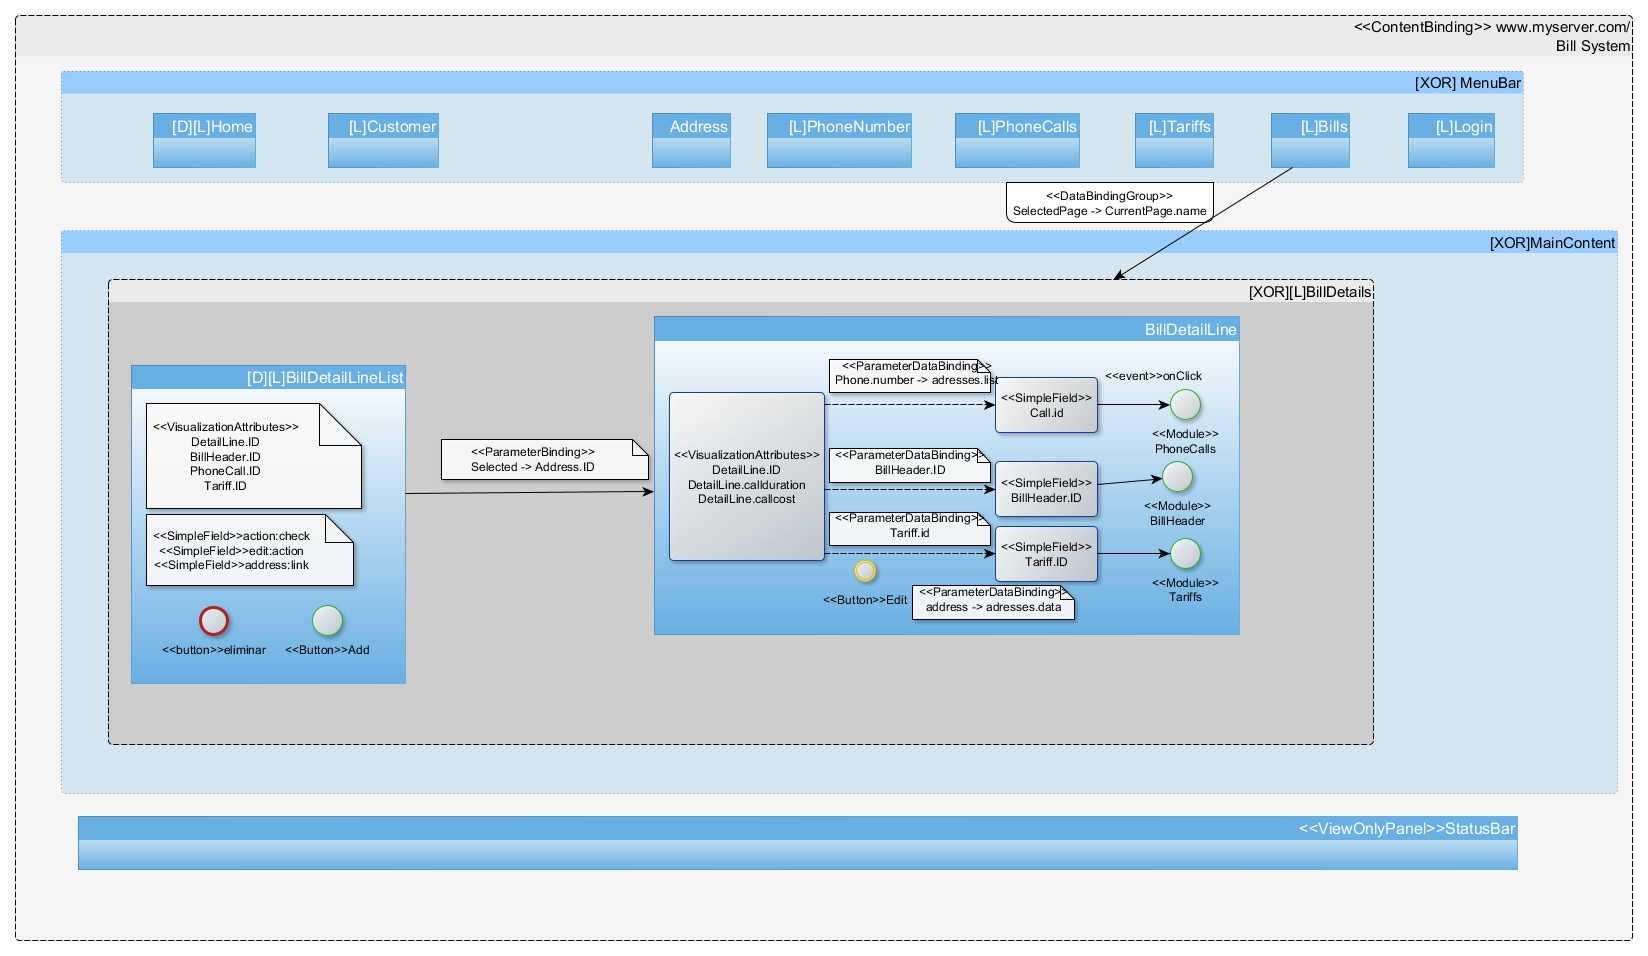 <<ContentBinding>> www.myserver.com/
Bill System
[XOR] MenuBar
[D][L]Home
[L]Customer
Address
[L]PhoneNumber
[L]PhoneCalls
[L]Tariffs
[L]Bills
[L]Login
<<DataBindingGroup>>
SelectedPage -> CurrentPage.name
[XOR]MainContent
[XOR][L]BillDetails
[D][L]BillDetailLineList
<<VisualizationAttributes>>
DetailLine.ID
BillHeader.ID
PhoneCall.ID
Tariff.ID
<<SimpleField>>action:check
<<SimpleField>>edit:action
<<SimpleField>>address:link
<<button>>eliminar
<<Button>>Add
<<ParameterBinding>>
Selected -> Address.ID
BillDetailLine
<<VisualizationAttributes>>
DetailLine.ID
DetailLine.callduration
DetailLine.callcost
<<ParameterDataBinding>>
Phone.number -> adresses.list
<<SimpleField>>
Call.id
<<event>>onClick
<<Module>>
PhoneCalls
<<ParameterDataBinding>>
BillHeader.ID
<<SimpleField>>
BillHeader.ID
<<Module>>
BillHeader
<<ParameterDataBinding>>
Tariff.id
<<SimpleField>>
Tariff.ID
<<Module>>
Tariffs
<<Button>>Edit
<<ParameterDataBinding>>
address -> adresses.data
<<ViewOnlyPanel>>StatusBar